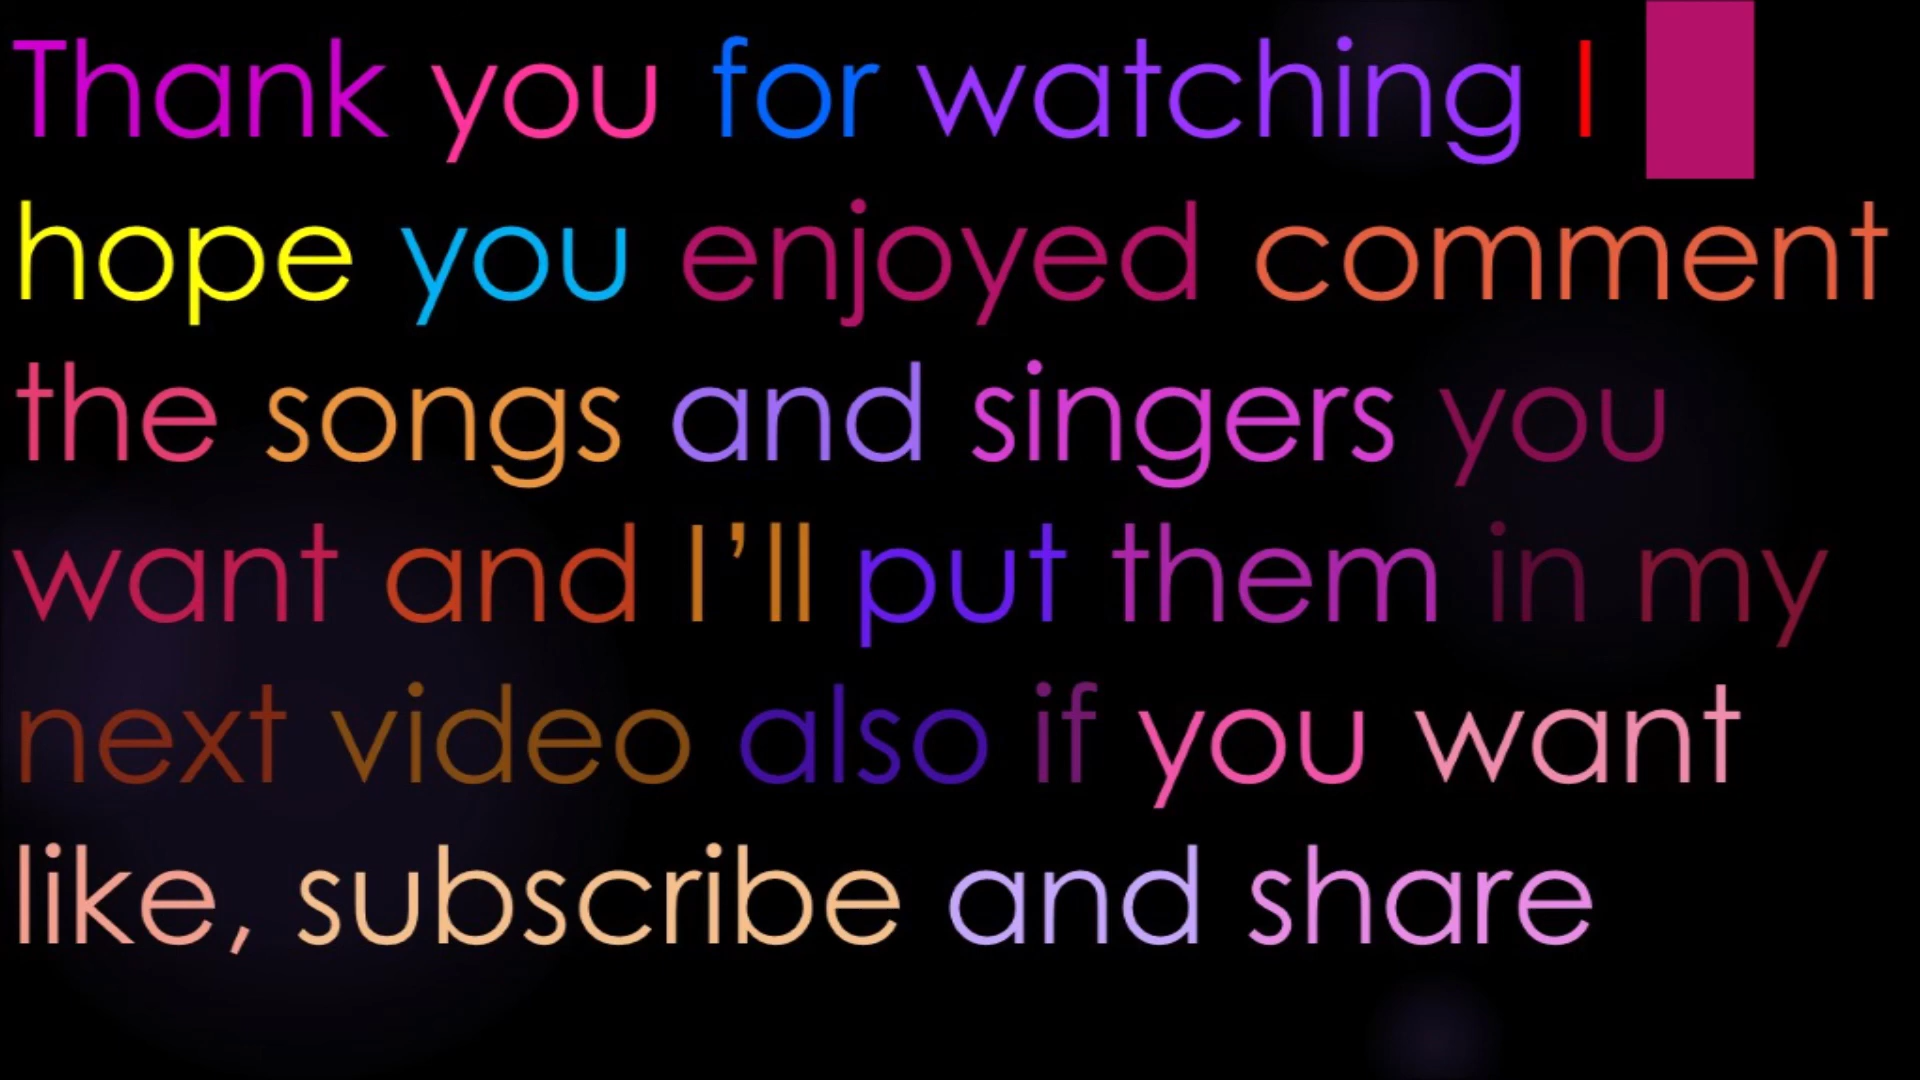 Thank you for watching I
hope you enjoyed comment
the songs and singers you
want and I’ll put them in my
next video also if you want
like, subscribe and share